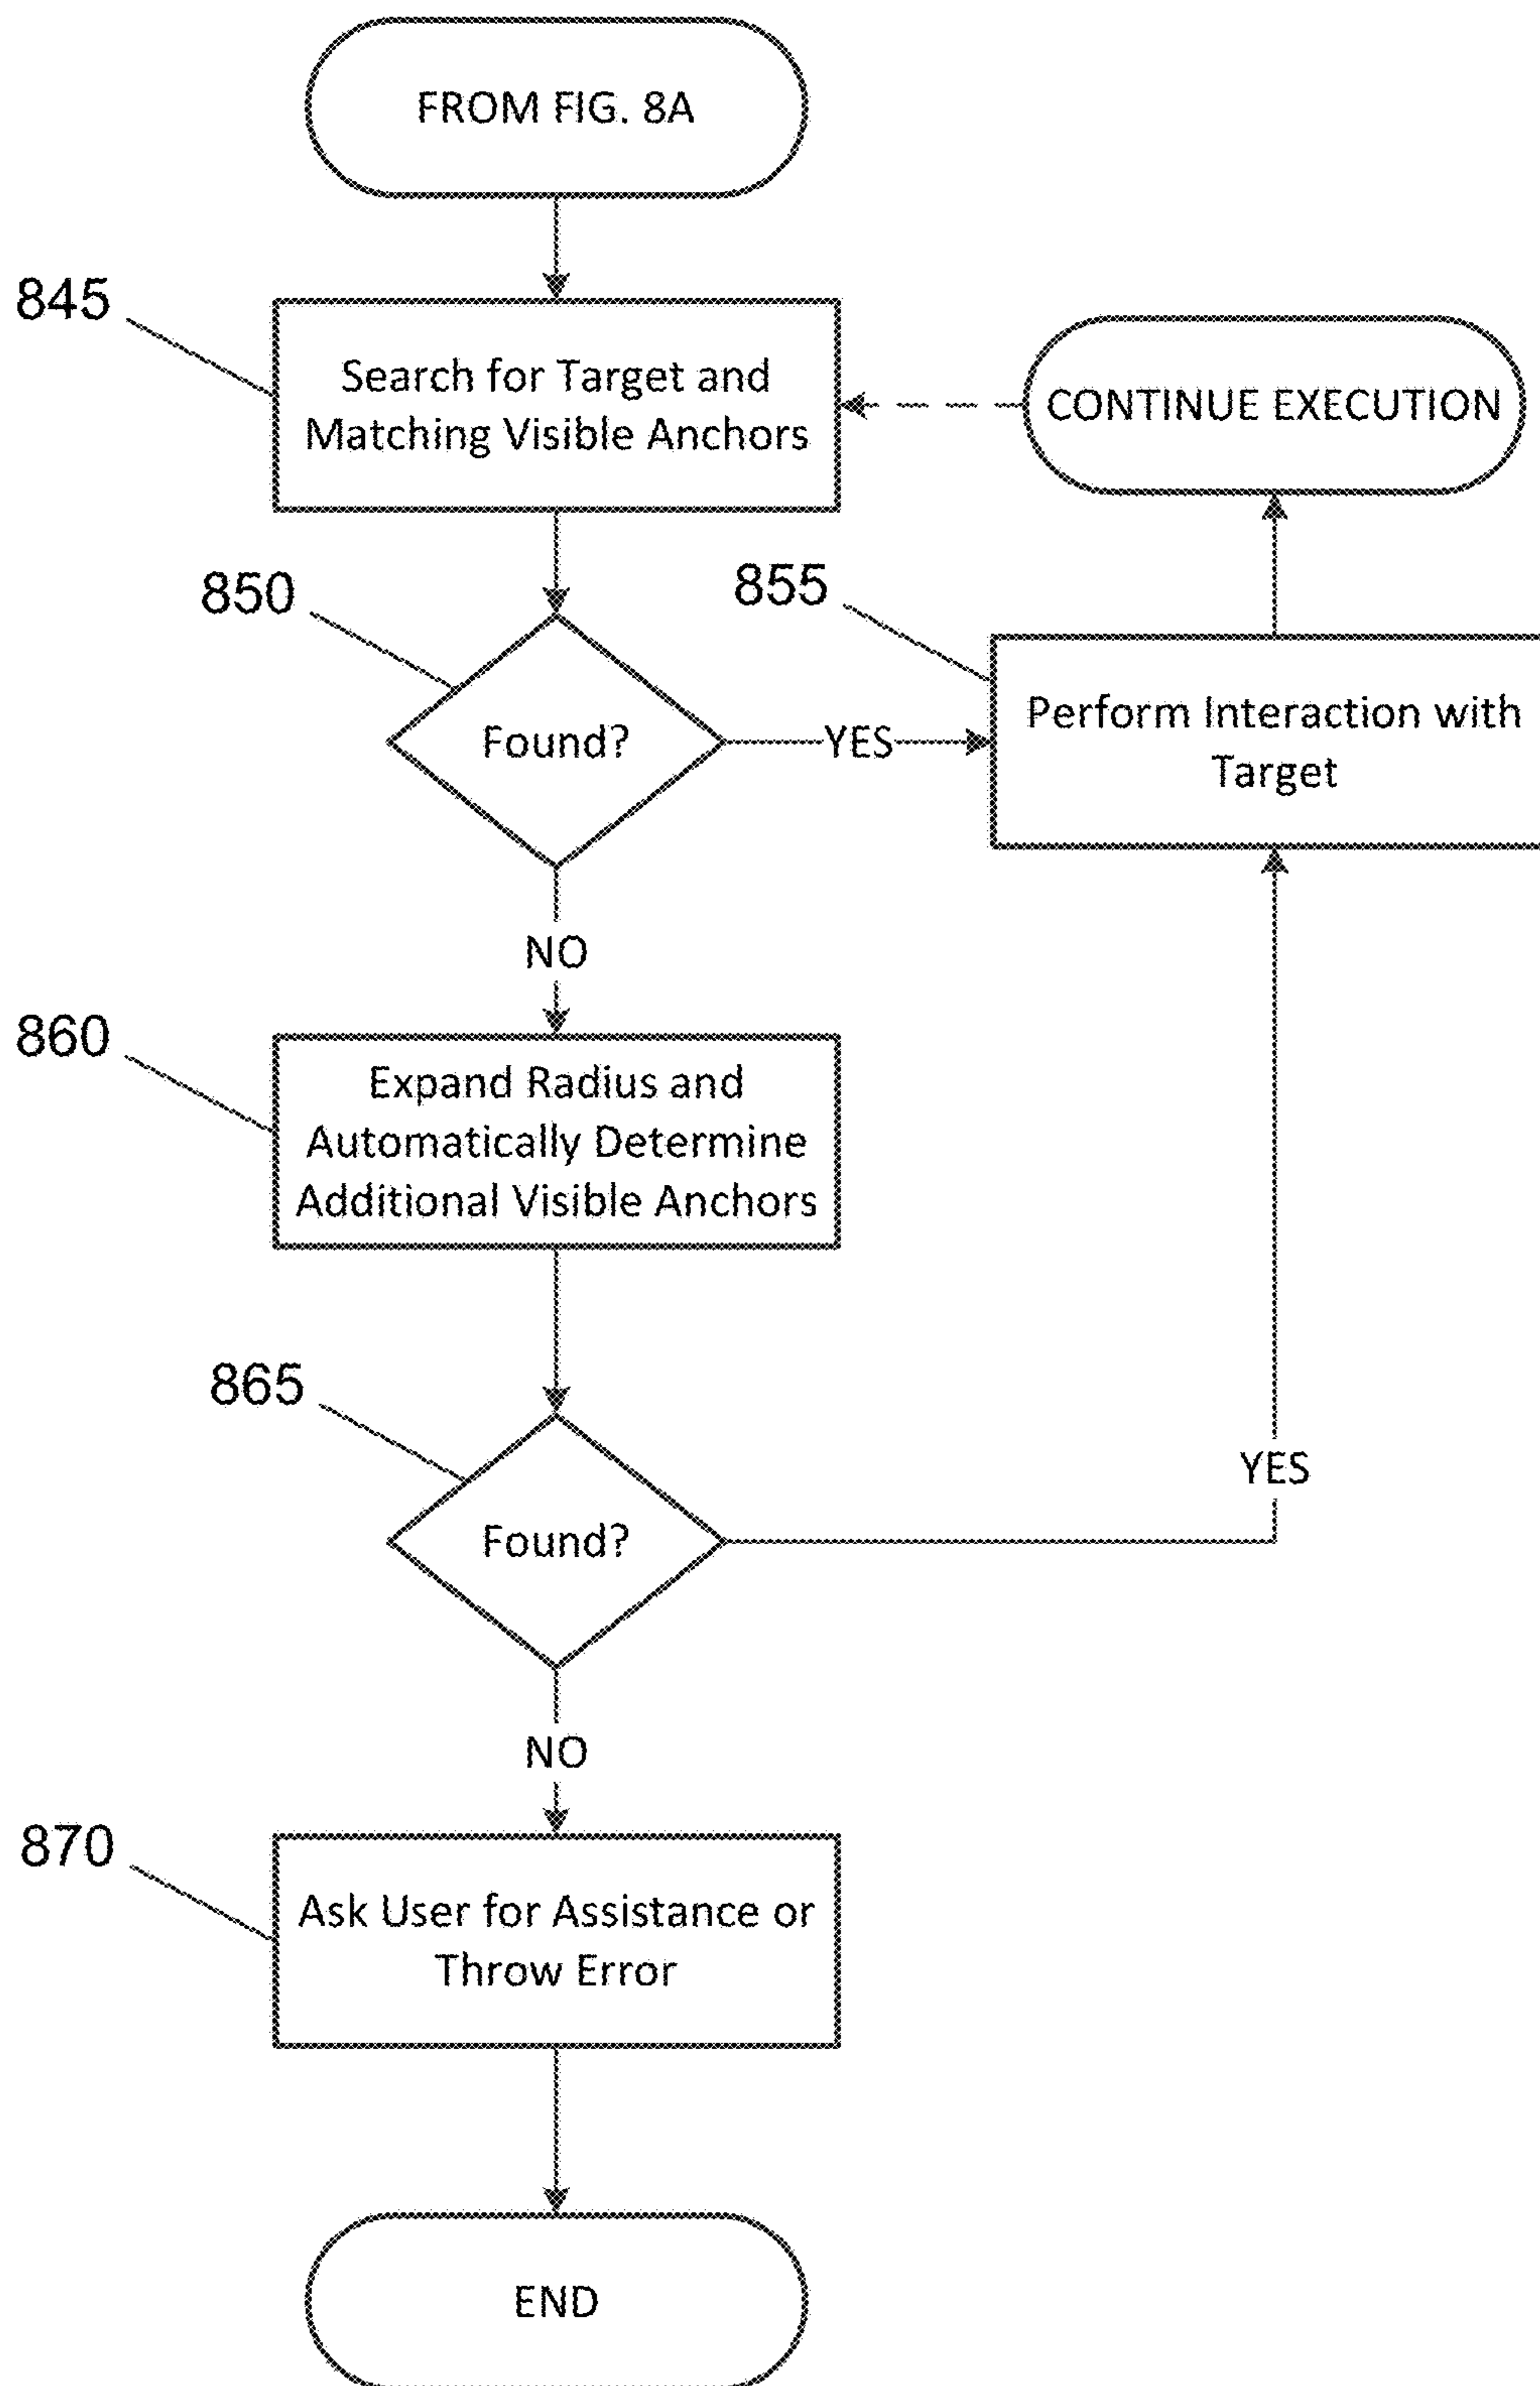 FROM FIG. 8A
845
Search for Target and
Matching Visible Anchors
CONTINUE EXECUTION
850
Found?
YES
855
Perform Interaction with
Target
NO
860
Expand Radius and
Automatically Determine
Additional Visible Anchors
865
Found?
YES
NO
870
Ask User for Assistance or
Throw Error
END